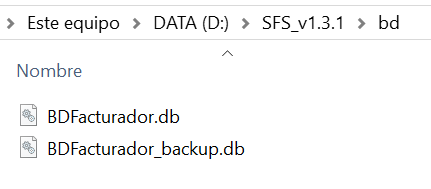 Este equipo > DATA (D:) > SFS_v1.3.1 > bd
Nombre
BDFacturador.db
BDFacturador_backup.db